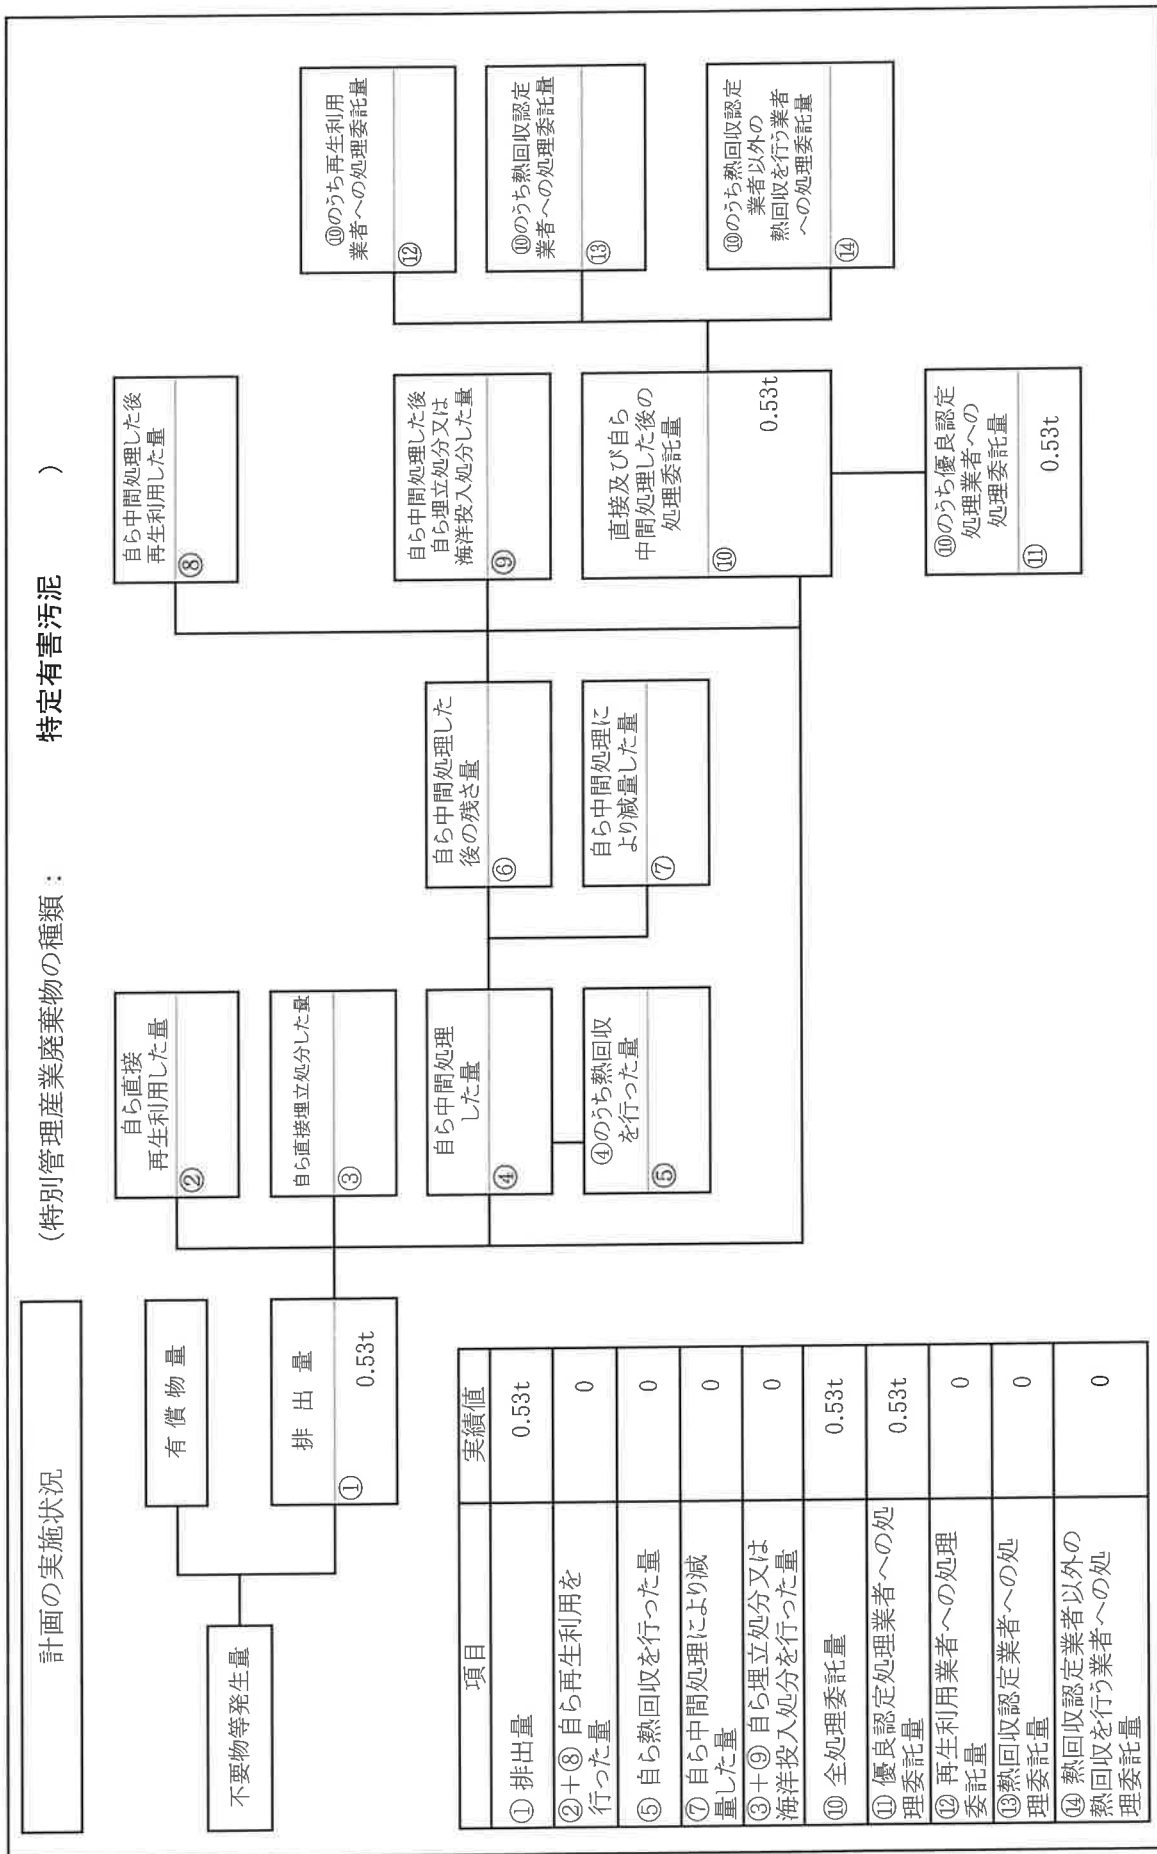 計画の実施状況
(特別管理産業廃棄物の種類：　特定有害汚泥　)
不要物等発生量
有償物量
排出量
①
0.53t
自ら直接
再生利用した量
②
自ら直接埋立処分した量
③
自ら中間処理
した量
④
④のうち熱回収
を行った量
⑤
自ら中間処理した
後の残さ量
⑥
自ら中間処理に
より減量した量
⑦
自ら中間処理した後
再生利用した量
⑧
自ら中間処理した後
自ら埋立処分又は
海洋投入処分した量
⑨
直接及び自ら
中間処理した後の
処理委託量
⑩
0.53t
⑩のうち優良認定
処理業者への
処理委託量
⑪
0.53t
⑩のうち再生利用
業者への処理委託量
⑫
⑩のうち熱回収認定
業者への処理委託量
⑬
⑩のうち熱回収認定
業者以外の
熱回収を行う業者
への処理委託量
⑭
項目 実績値
① 排出量 0.53t
②＋⑧ 自ら再生利用を
行った量 0
⑤ 自ら熱回収を行った量 0
⑦ 自ら中間処理により減
量した量 0
③＋⑨ 自ら埋立処分又は
海洋投入処分を行った量 0
⑩ 全処理委託量 0.53t
⑪ 優良認定処理業者への処
理委託量 0.53t
⑫ 再生利用業者への処理
委託量 0
⑬熱回収認定業者への処
理委託量 0
⑭ 熱回収認定業者以外の
熱回収を行う業者への処
理委託量 0